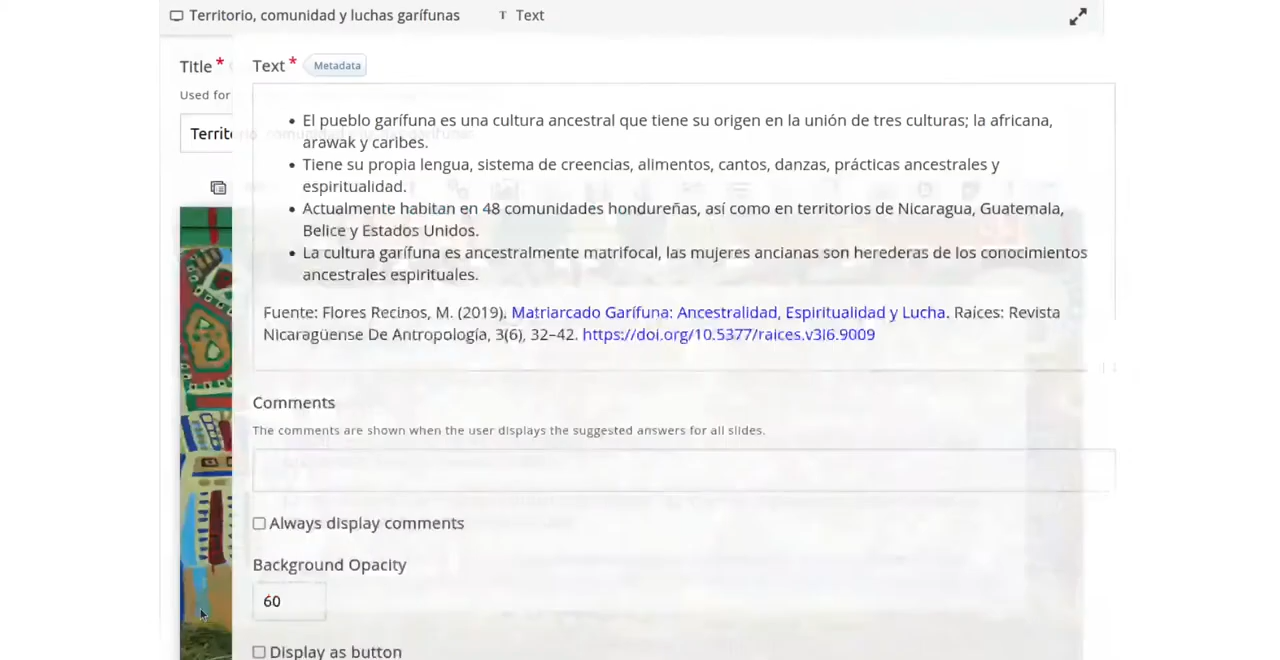 Territorio, comunidad y luchas garífunas
T Text
Title *
Text * Metadata
Used for
Territo
• El pueblo garífuna es una cultura ancestral que tiene su origen en la unión de tres culturas; la africana,
arawak y caribes.
• Tiene su propia lengua, sistema de creencias, alimentos, cantos, danzas, prácticas ancestrales y
espiritualidad.
• Actualmente habitan en 48 comunidades hondureñas, así como en territorios de Nicaragua, Guatemala,
Belice y Estados Unidos.
• La cultura garífuna es ancestralmente matrifocal, las mujeres ancianas son herederas de los conocimientos
ancestrales espirituales.
Fuente: Flores Recinos, M. (2019). Matriarcado Garífuna: Ancestralidad, Espiritualidad y Lucha. Raíces: Revista
Nicaragüense De Antropología, 3(6), 32–42. https://doi.org/10.5377/raices.v3i6.9009
Comments
The comments are shown when the user displays the suggested answers for all slides.
Always display comments
Background Opacity
60
Display as button